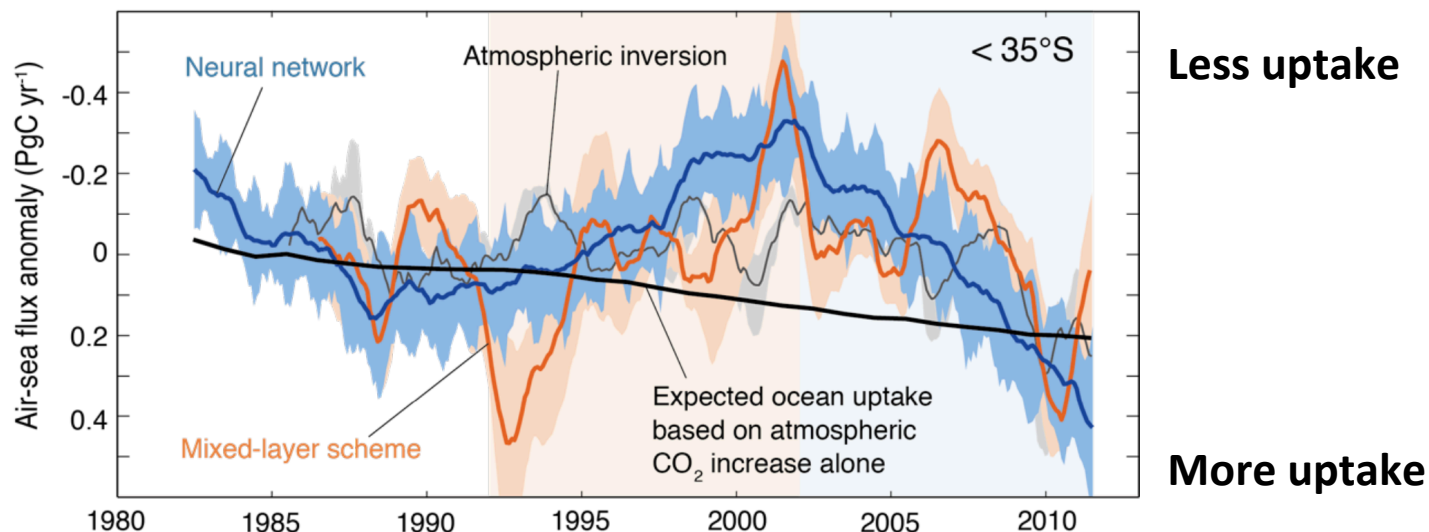 Neural network
Atmospheric inversion
< 35°S
Less uptake
Air-sea flux anomaly (PgC yr⁻¹)
-0.4
-0.2
0
0.2
0.4
Mixed-layer scheme
Expected ocean uptake
based on atmospheric
CO₂ increase alone
More uptake
1980 1985 1990 1995 2000 2005 2010